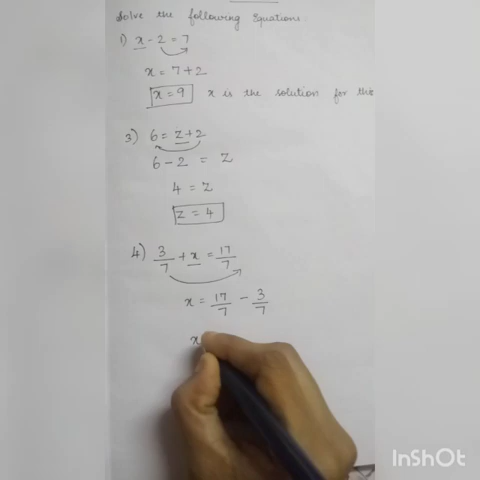 Solve the following Equations.
1) x - 2 = 7
x = 7 + 2
x = 9 x is the solution for the
3) 6 = z + 2
6 - 2 = z
4 = z
z = 4
4) 3/7 + x = 17/7
x = 17/7 - 3/7
x
InShOt